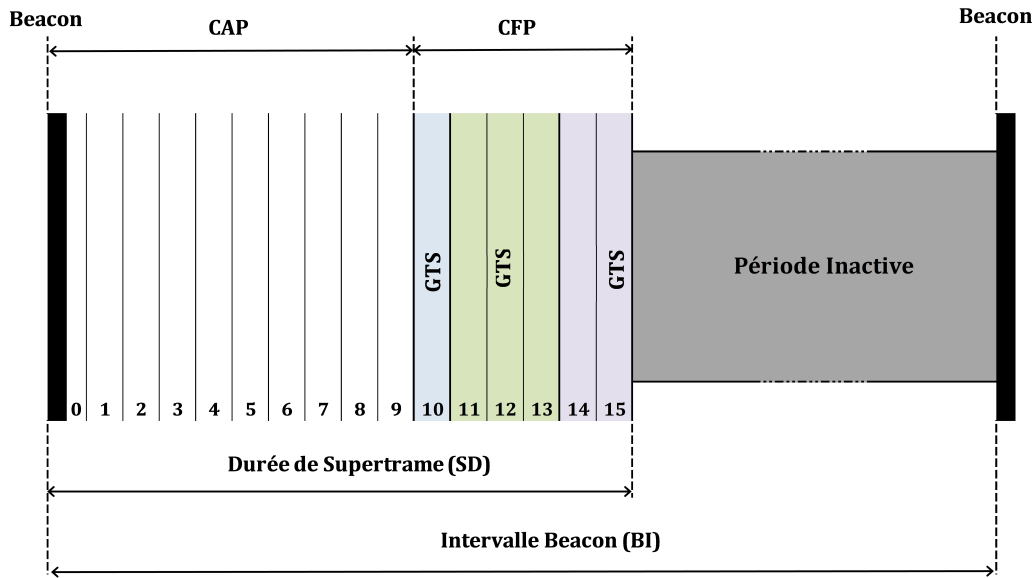 Beacon
CAP
CFP
Beacon
GTS
GTS
GTS
Période Inactive
0 1 2 3 4 5 6 7 8 9 10 11 12 13 14 15
Durée de Supertrame (SD)
Intervalle Beacon (BI)